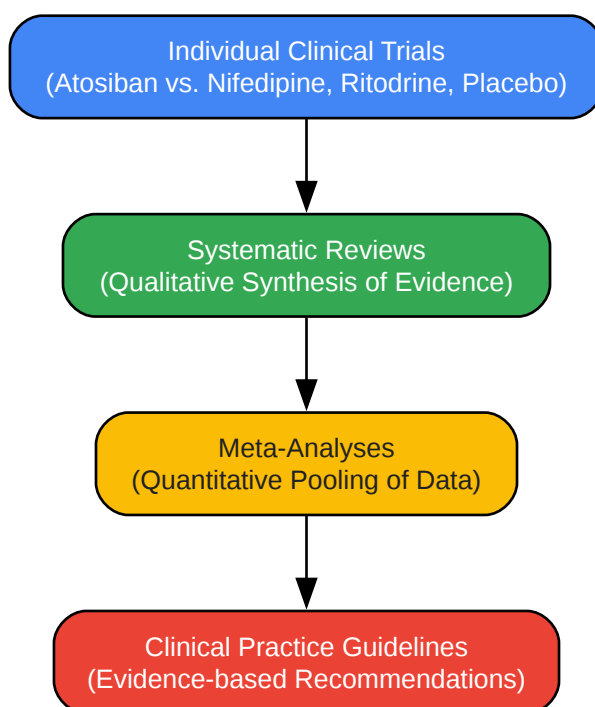 Individual Clinical Trials
(Atosiban vs. Nifedipine, Ritodrine, Placebo)
Systematic Reviews
(Qualitative Synthesis of Evidence)
Meta-Analyses
(Quantitative Pooling of Data)
Clinical Practice Guidelines
(Evidence-based Recommendations)